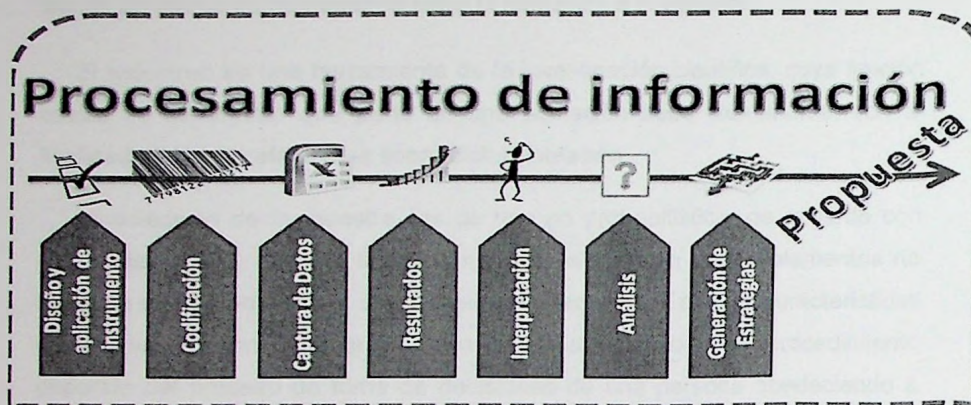 Procesamiento de información
Propuesta
Diseño y
aplicación de
Instrumento
Codificación
Captura de Datos
Resultados
Interpretación
Análisis
Generación de
Estrategias